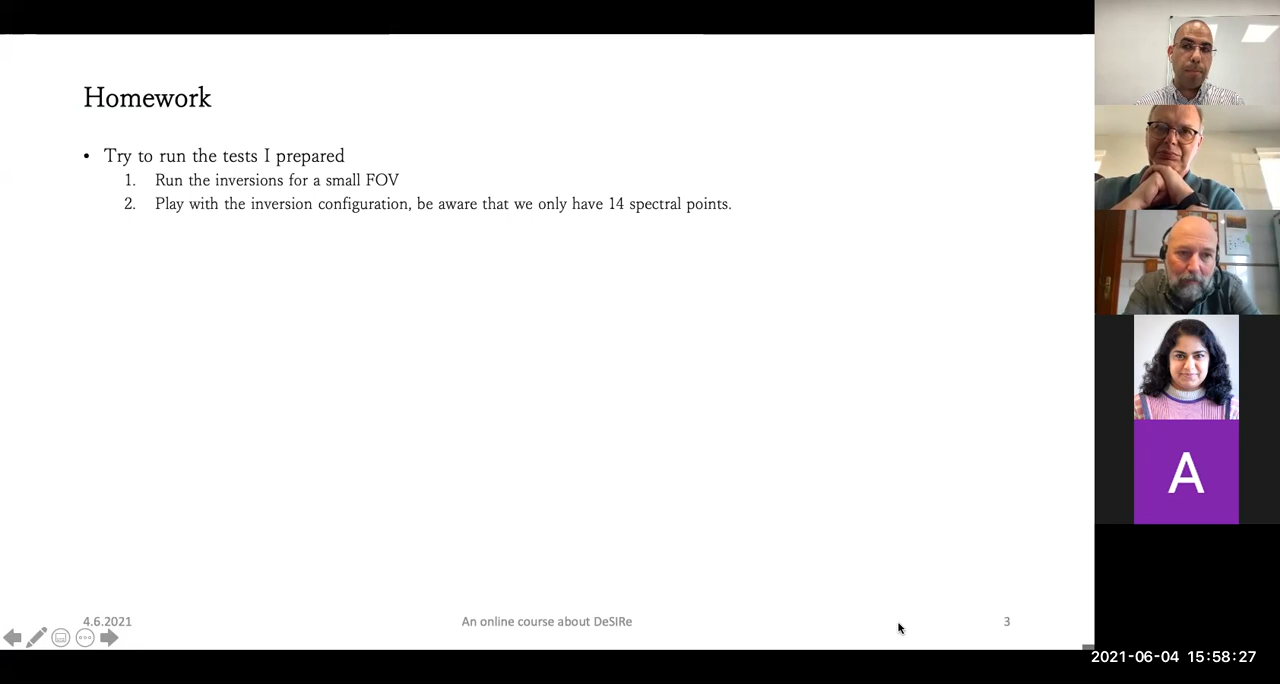 Homework
• Try to run the tests I prepared
1. Run the inversions for a small FOV
2. Play with the inversion configuration, be aware that we only have 14 spectral points.
A
4.6.2021
An online course about DeSIRe
3
2021-06-04 15:58:27